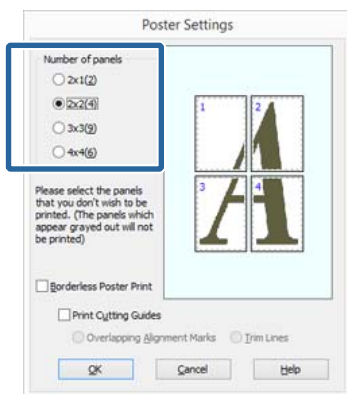 Poster Settings
Number of panels
2x1(2)
2x2(4)
3x3(9)
4x4(6)
1
2
3
4
Please select the panels
that you don't wish to be
printed. (The panels which
appear grayed out will not
be printed)
Borderless Poster Print
Print Cutting Guides
Overlapping Alignment Marks
Trim Lines
OK
Cancel
Help